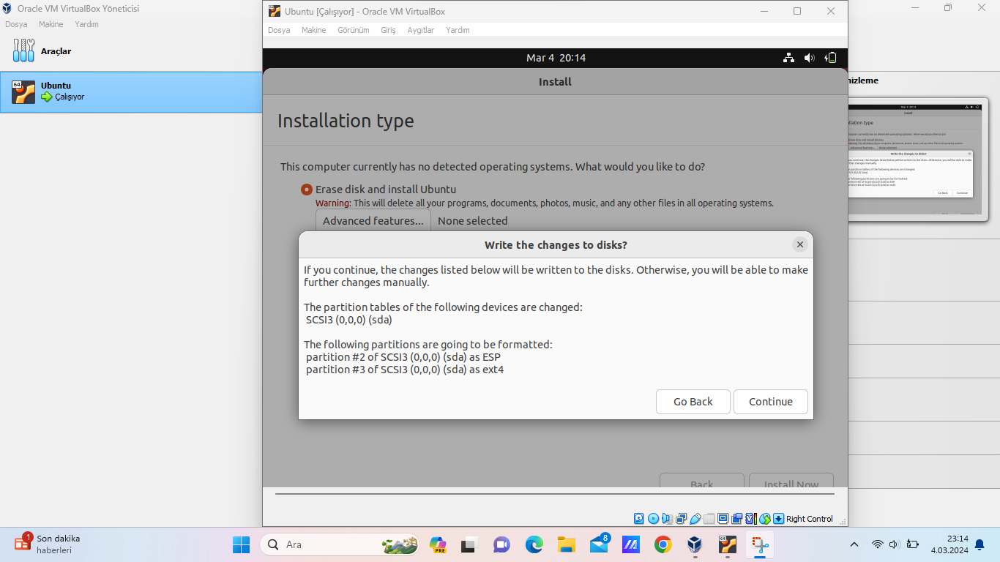 Oracle VM VirtualBox Yöneticisi
Dosya Makine Yardım
Araçlar
64
Ubuntu
Çalışıyor
Ubuntu [Çalışıyor] - Oracle VM VirtualBox
Dosya Makine Görünüm Giriş Aygıtlar Yardım
Mar 4 20:14
Install
Installation type
This computer currently has no detected operating systems. What would you like to do?
Erase disk and install Ubuntu
Warning: This will delete all your programs, documents, photos, music, and any other files in all operating systems.
Advanced features... None selected
Write the changes to disks?
If you continue, the changes listed below will be written to the disks. Otherwise, you will be able to make
further changes manually.
The partition tables of the following devices are changed:
SCSI3 (0,0,0) (sda)
The following partitions are going to be formatted:
partition #2 of SCSI3 (0,0,0) (sda) as ESP
partition #3 of SCSI3 (0,0,0) (sda) as ext4
Go Back Continue
Back Install Now
Right Control
1
Son dakika
haberleri
Ara
PRE
8
64
23:14
4.03.2024